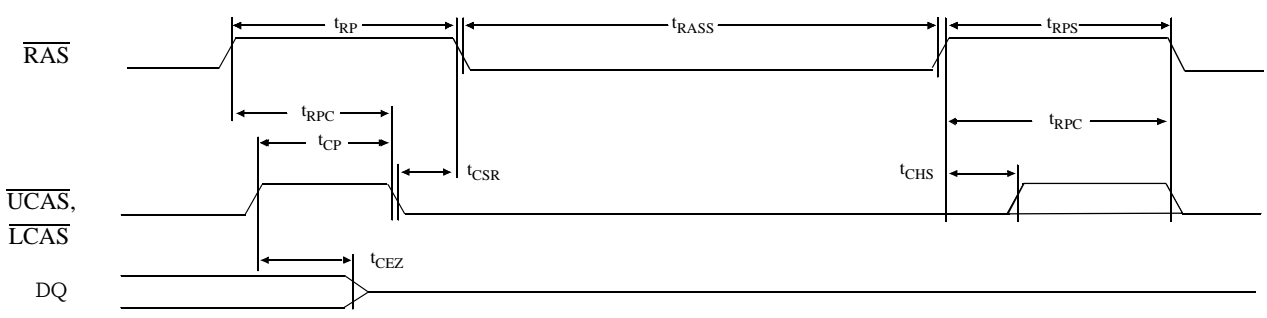 tRP
tRASS
tRPS
RAS
tRPC
tRPC
tCP
tCSR
tCHS
UCAS,
LCAS
tCEZ
DQ